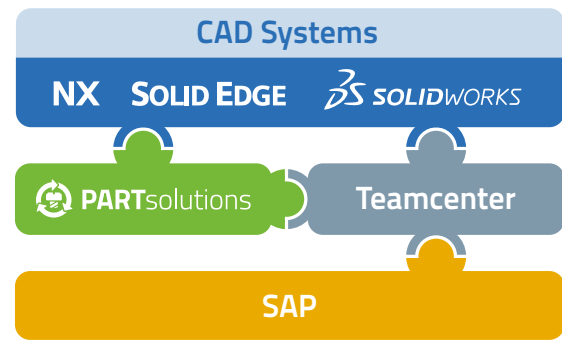 CAD Systems
NX SOLID EDGE SOLIDWORKS
PARTsolutions Teamcenter
SAP